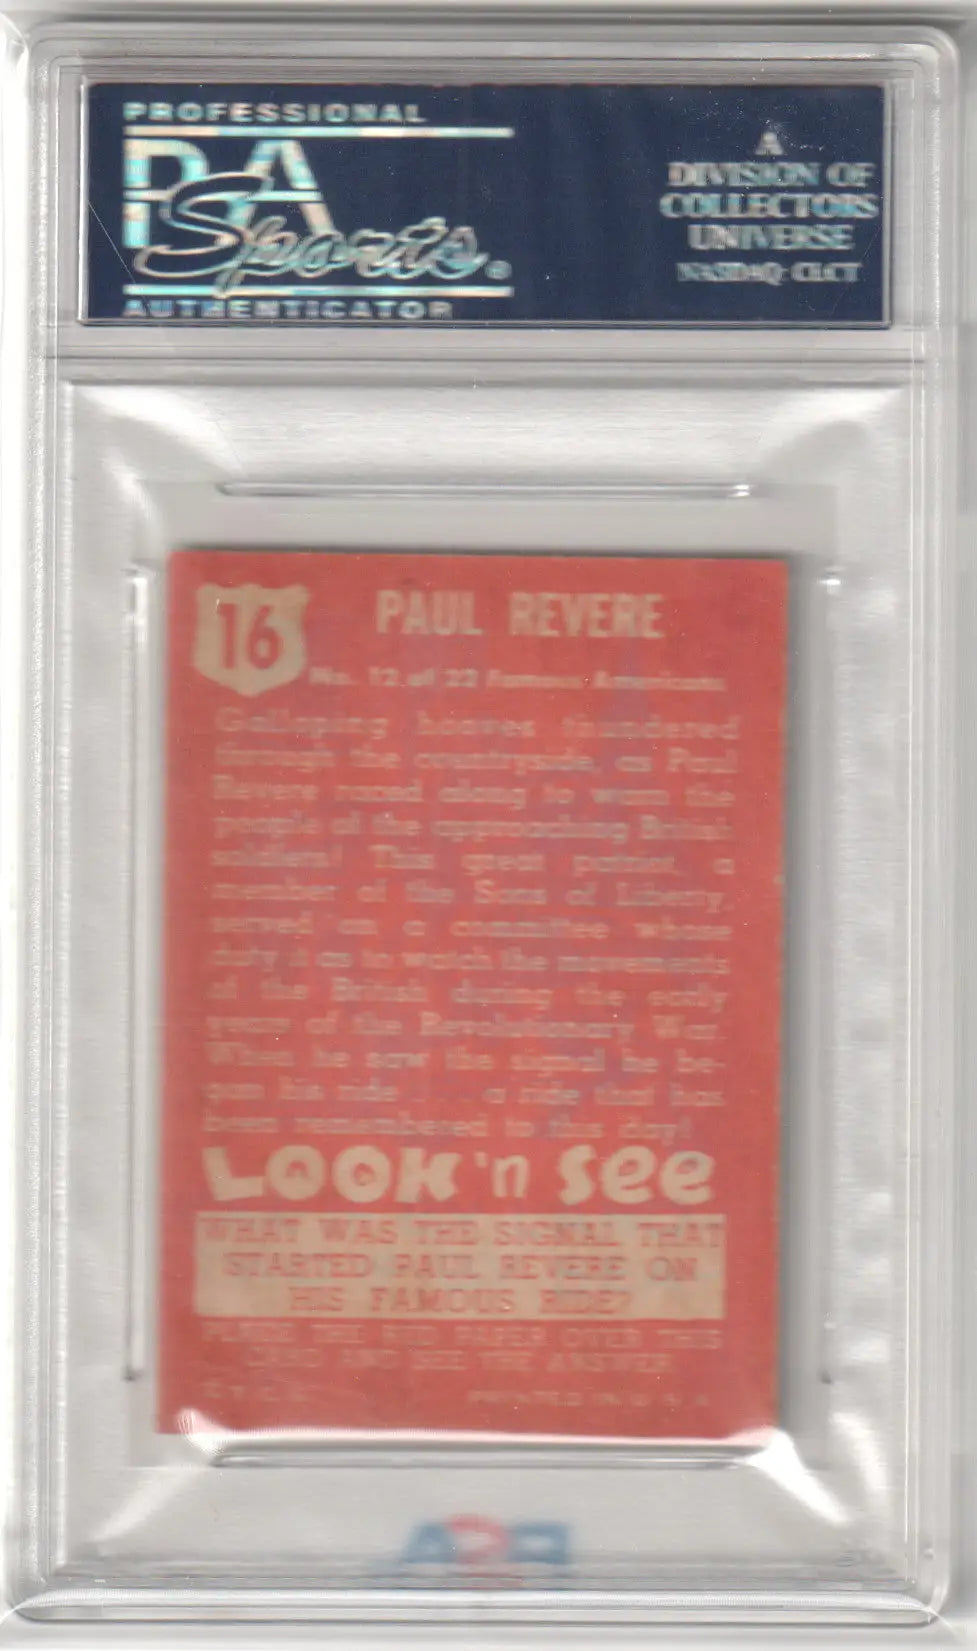 PROFESSIONAL
PSA
Sports
AUTHENTICATOR
A
DIVISION OF
COLLECTORS
UNIVERSE
NASDAQ: CLCT
16
PAUL REVERE
No. 12 of 22 Famous Americans
Galloping hooves thundered
through the countryside, as Paul
Revere raced along to warn the
people of the approaching British
soldiers! This great patriot, a
member of the Sons of Liberty,
served on a committee whose
duty it was to watch the movements
of the British during the early
years of the Revolutionary War.
When he saw the signal he be-
gan his ride . . . a ride that has
been remembered to this day!
LOOK 'n See
WHAT WAS THE SIGNAL THAT
STARTED PAUL REVERE ON
HIS FAMOUS RIDE?
PLACE THE RED PAPER OVER THIS
CARD AND SEE THE ANSWER
PRINTED IN U.S.A.
PSA